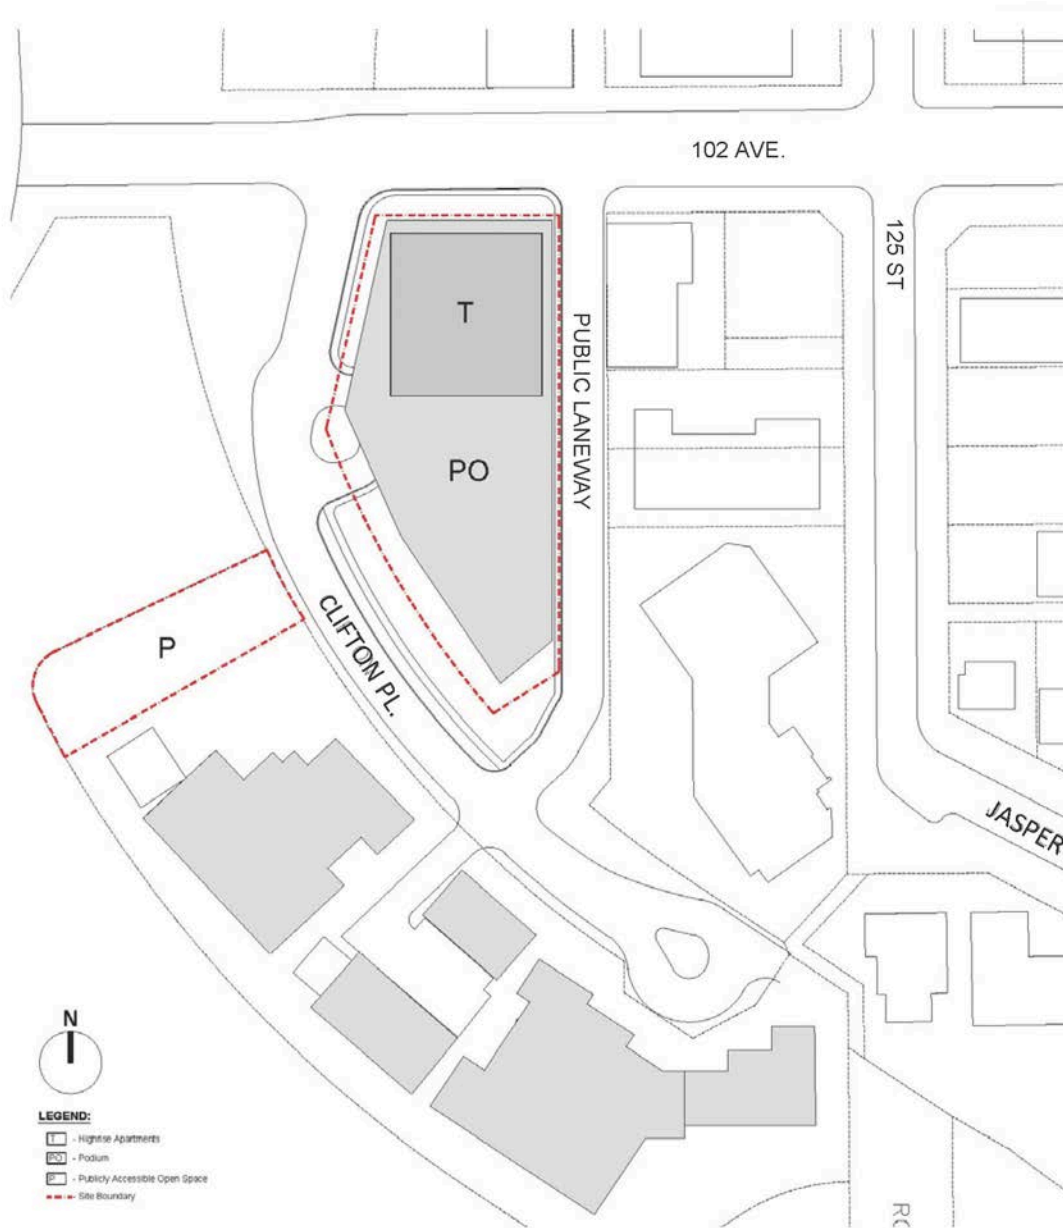 102 AVE.
125 ST
T
PUBLIC LANEWAY
PO
P
CLIFTON PL.
JASPER
N
LEGEND:
T - Highrise Apartments
PO - Podium
P - Publicly Accessible Open Space
Site Boundary